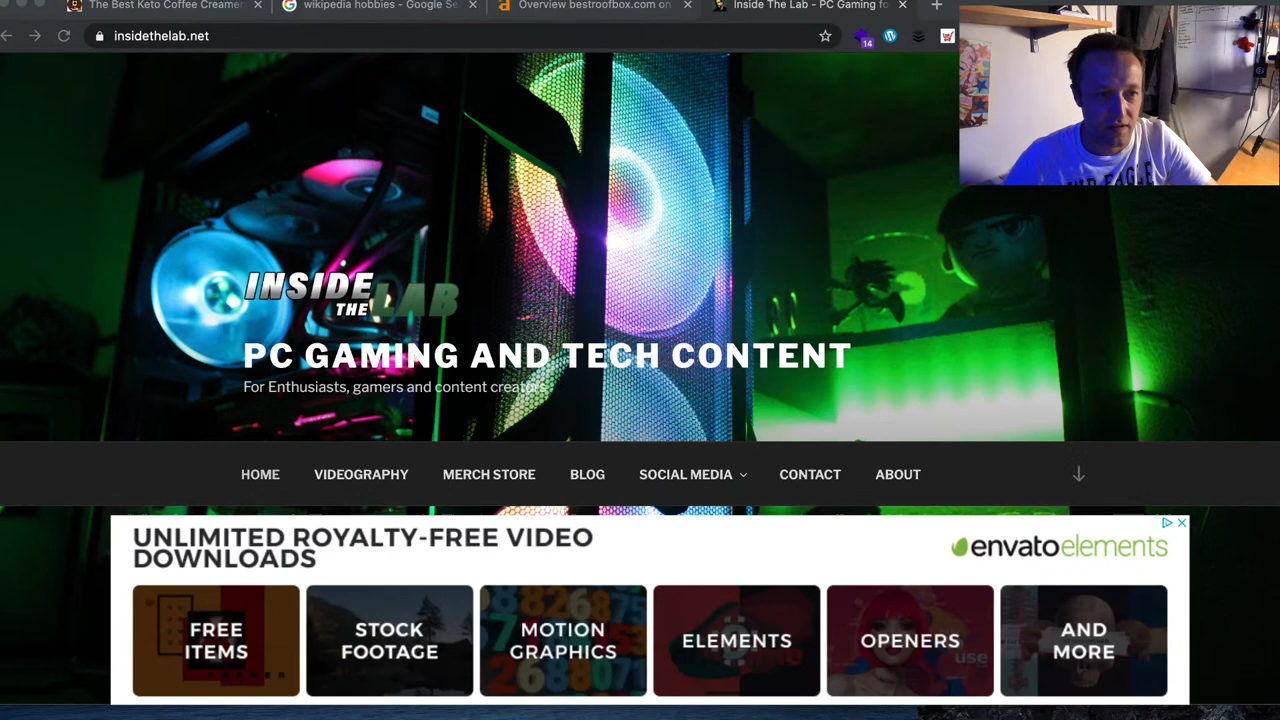 The Best Keto Coffee Creamer
wikipedia hobbies - Google Se
Overview bestroofbox.com on
Inside The Lab - PC Gaming fo
insidethelab.net
14
INSIDE
THE LAB
PC GAMING AND TECH CONTENT
For Enthusiasts, gamers and content creators
HOME
VIDEOGRAPHY
MERCH STORE
BLOG
SOCIAL MEDIA
CONTACT
ABOUT
UNLIMITED ROYALTY-FREE VIDEO
DOWNLOADS
envatoelements
FREE
ITEMS
STOCK
FOOTAGE
MOTION
GRAPHICS
ELEMENTS
OPENERS
use
AND
MORE